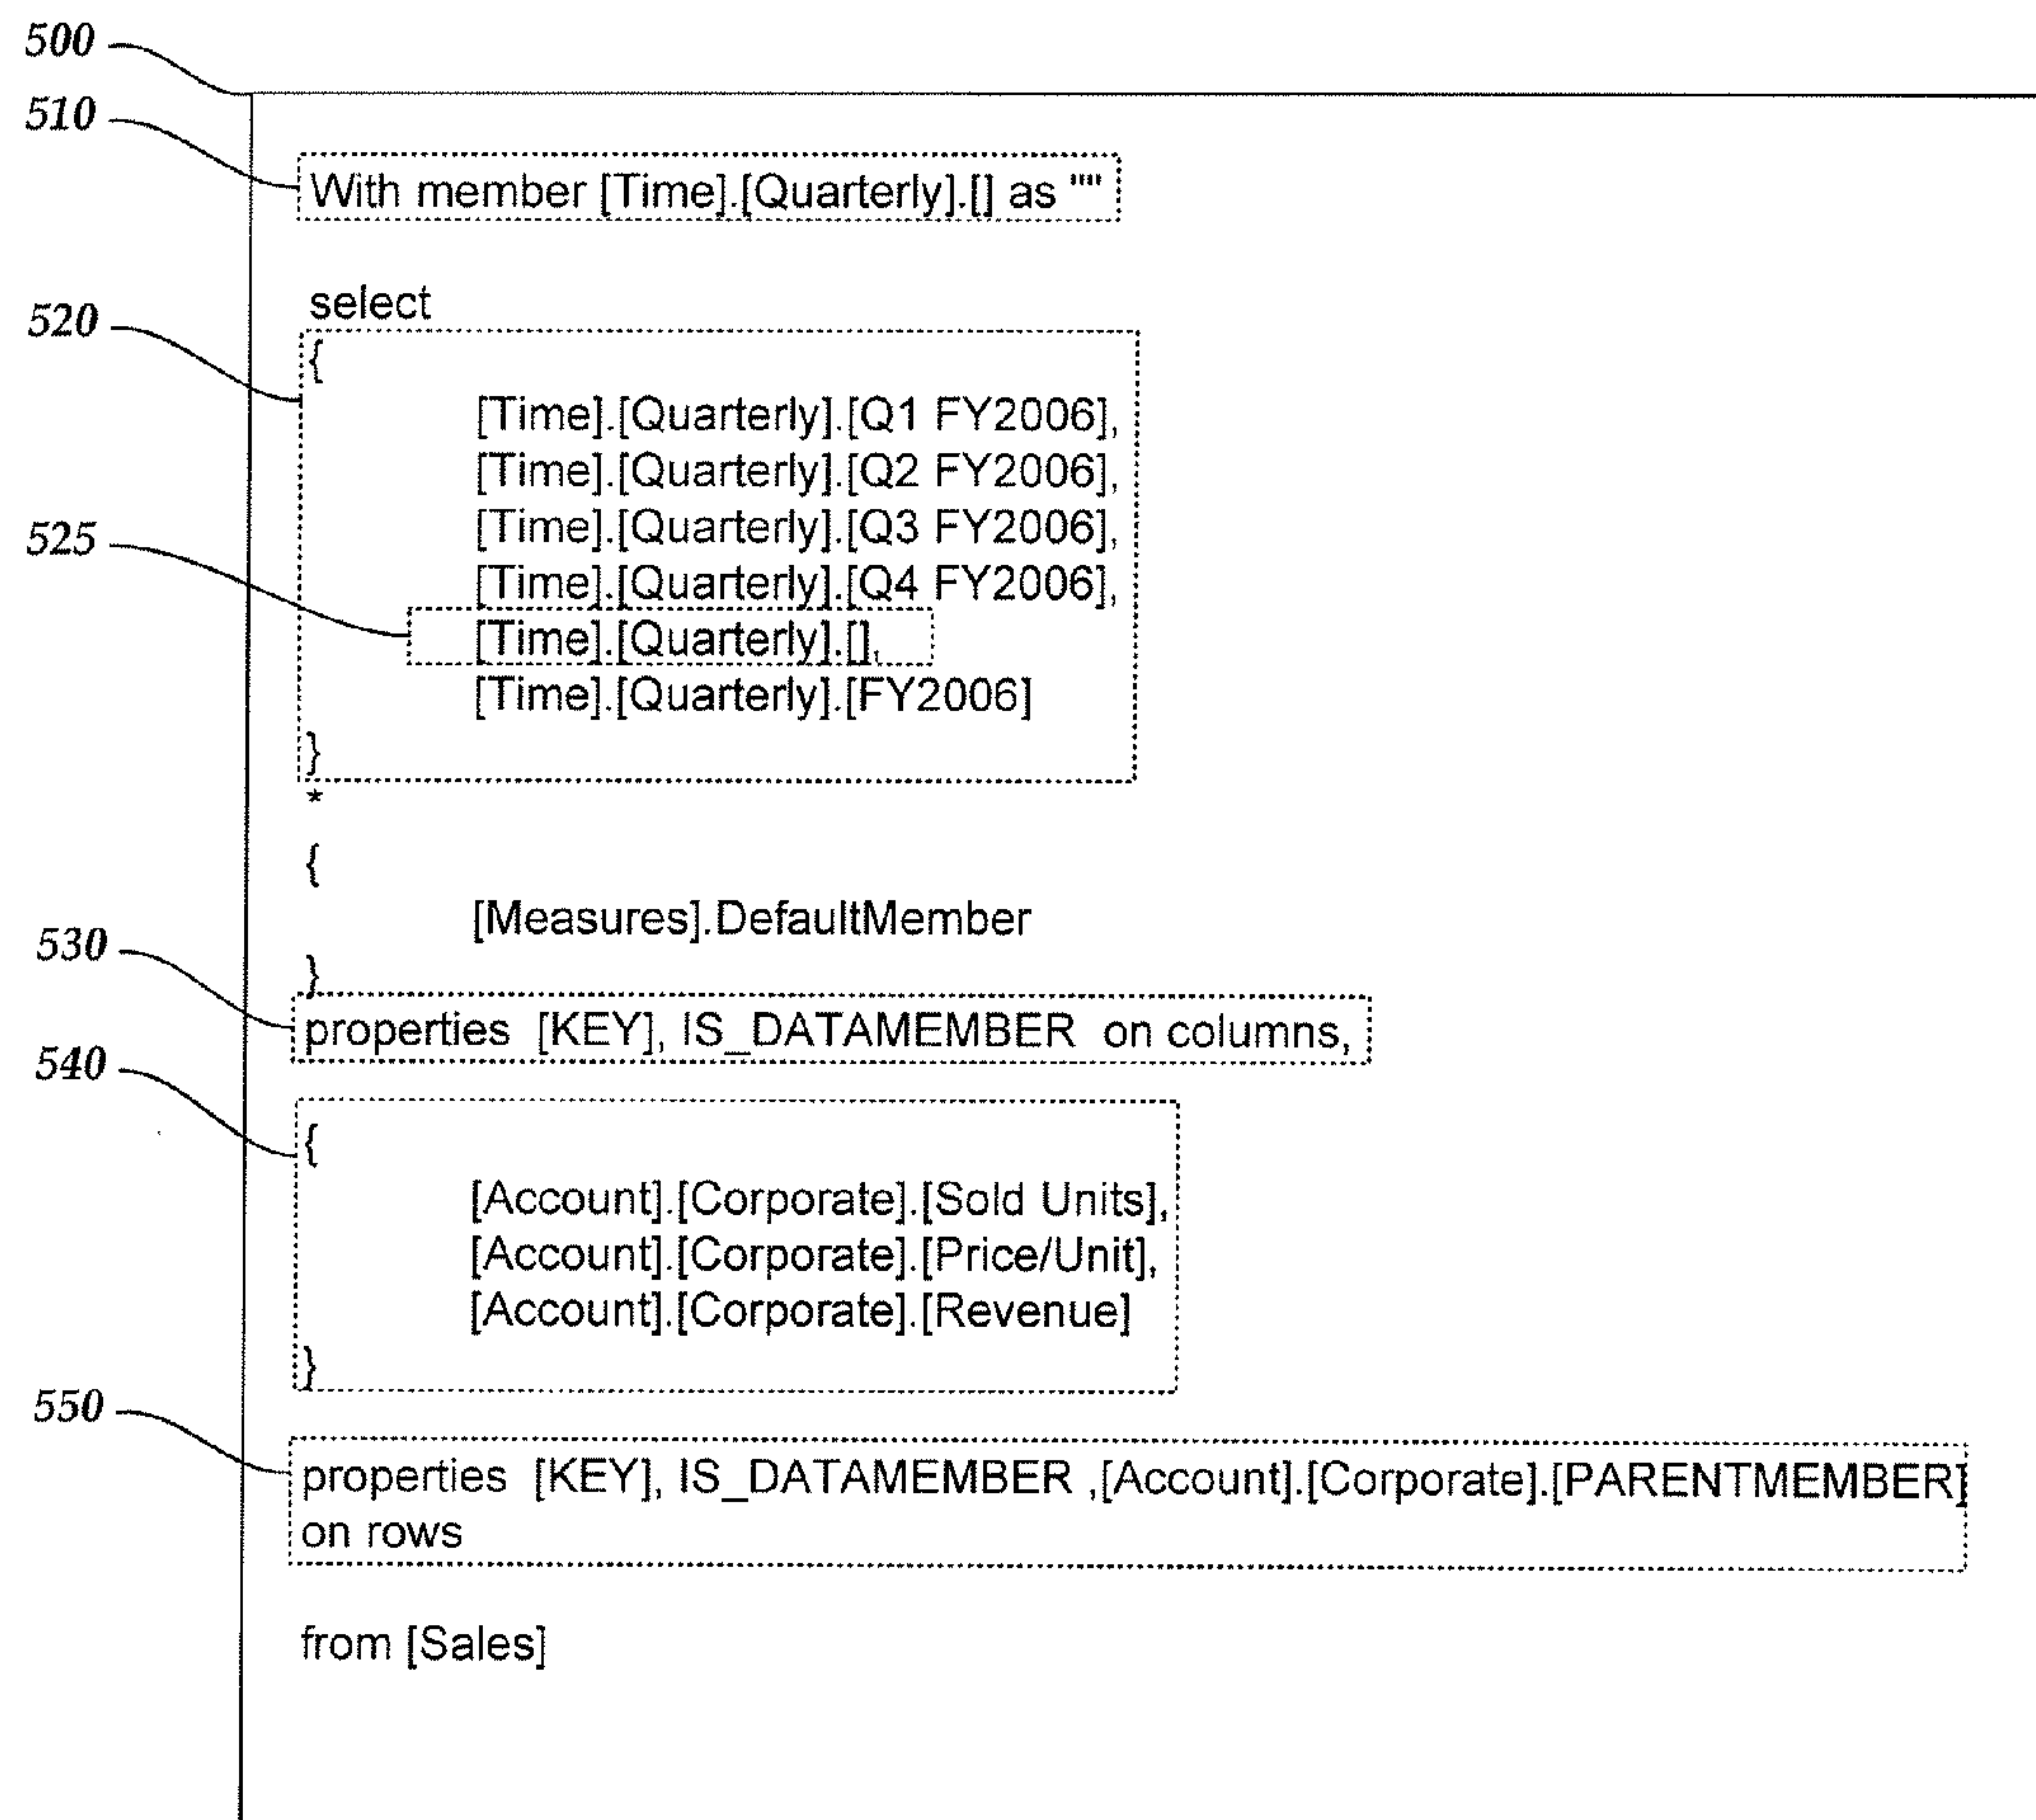 500
510
With member [Time].[Quarterly].[] as ""
select
520
{
[Time].[Quarterly].[Q1 FY2006],
[Time].[Quarterly].[Q2 FY2006],
[Time].[Quarterly].[Q3 FY2006],
525
[Time].[Quarterly].[Q4 FY2006],
[Time].[Quarterly].[],
[Time].[Quarterly].[FY2006]
}
*
{
[Measures].DefaultMember
530
}
properties [KEY], IS_DATAMEMBER on columns,
540
{
[Account].[Corporate].[Sold Units],
[Account].[Corporate].[Price/Unit],
[Account].[Corporate].[Revenue]
}
550
properties [KEY], IS_DATAMEMBER ,[Account].[Corporate].[PARENTMEMBER]
on rows
from [Sales]